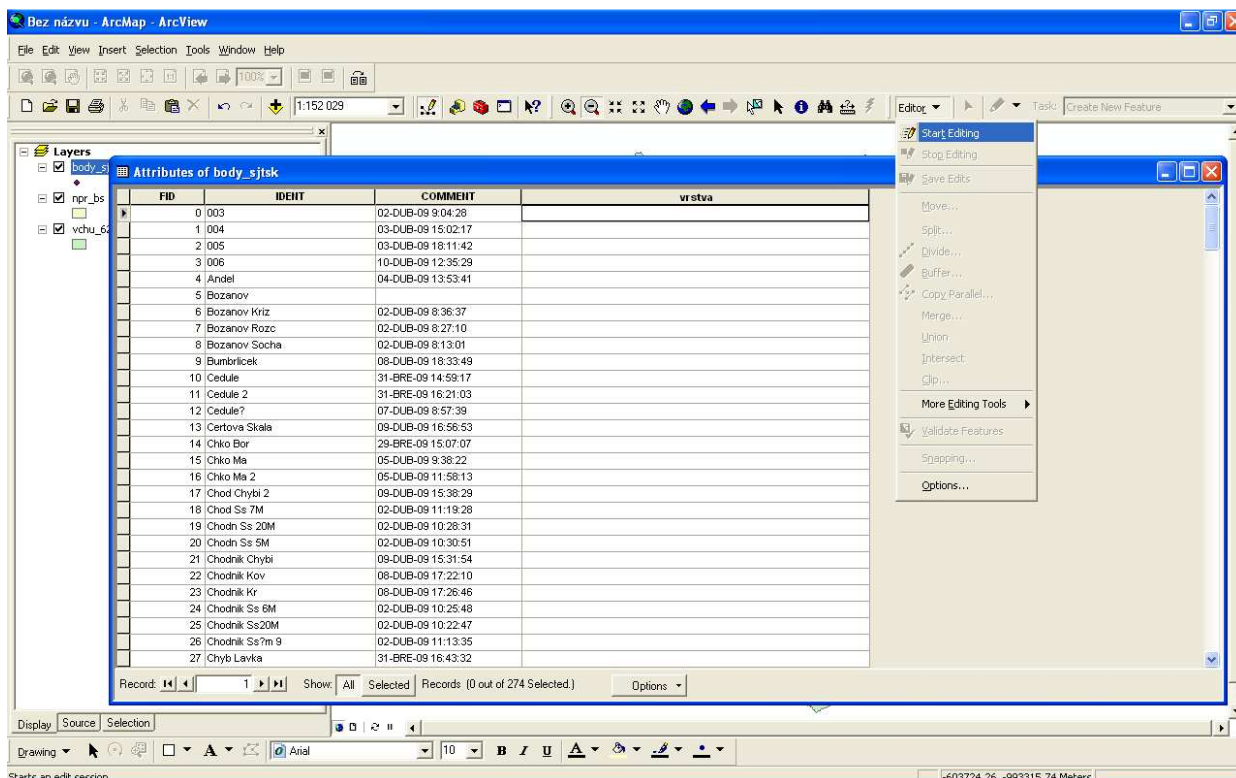 Bez názvu - ArcMap - ArcView
File Edit View Insert Selection Tools Window Help
100%
1:152 029
Editor Task: Create New Feature
Start Editing
Stop Editing
Save Edits
Move...
Split...
Divide...
Buffer...
Copy Parallel...
Merge...
Union
Intersect
Clip...
More Editing Tools
Validate Features
Snapping...
Options...
Layers
body_sj
npr_bs
vchu_62
Attributes of body_sjtsk
FID IDENT COMMENT vrstva
0 003 02-DUB-09 9:04:28
1 004 03-DUB-09 15:02:17
2 005 03-DUB-09 18:11:42
3 006 10-DUB-09 12:35:29
4 Andel 04-DUB-09 13:53:41
5 Bozanov
6 Bozanov Kriz 02-DUB-09 8:36:37
7 Bozanov Rozc 02-DUB-09 8:27:10
8 Bozanov Socha 02-DUB-09 8:13:01
9 Bumbrlicek 08-DUB-09 18:33:49
10 Cedule 31-BRE-09 14:59:17
11 Cedule 2 31-BRE-09 16:21:03
12 Cedule? 07-DUB-09 8:57:39
13 Certova Skala 09-DUB-09 16:56:53
14 Chko Bor 29-BRE-09 15:07:07
15 Chko Ma 05-DUB-09 9:38:22
16 Chko Ma 2 05-DUB-09 11:58:13
17 Chod Chybi 2 09-DUB-09 15:38:29
18 Chod Ss 7M 02-DUB-09 11:19:28
19 Chodn Ss 20M 02-DUB-09 10:28:31
20 Chodn Ss 5M 02-DUB-09 10:30:51
21 Chodnik Chybi 09-DUB-09 15:31:54
22 Chodnik Kov 08-DUB-09 17:22:10
23 Chodnik Kr 08-DUB-09 17:26:46
24 Chodnik Ss 6M 02-DUB-09 10:25:48
25 Chodnik Ss20M 02-DUB-09 10:22:47
26 Chodnik Ss?m 9 02-DUB-09 11:13:35
27 Chyb Lavka 31-BRE-09 16:43:32
Record: 1 Show: All Selected Records (0 out of 274 Selected.) Options
Display Source Selection
Drawing A Arial 10 B I U A
Starts an edit session -603724,26 -993315,74 Meters